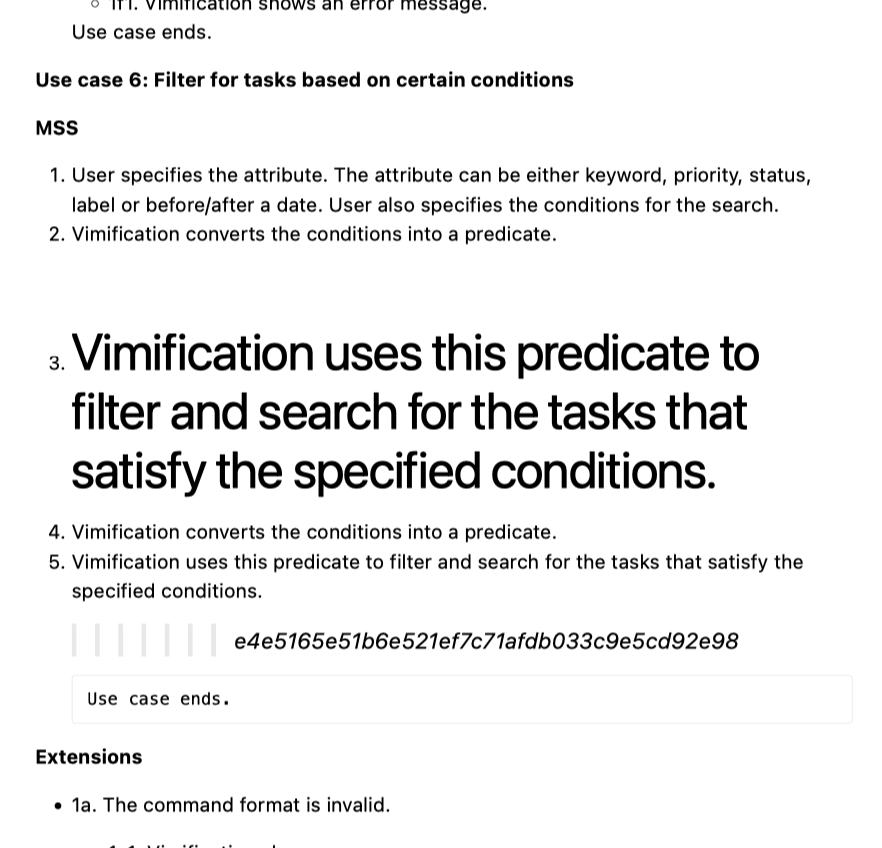 1f1. Vimification shows an error message.
Use case ends.
Use case 6: Filter for tasks based on certain conditions
MSS
1. User specifies the attribute. The attribute can be either keyword, priority, status,
label or before/after a date. User also specifies the conditions for the search.
2. Vimification converts the conditions into a predicate.
3. Vimification uses this predicate to
filter and search for the tasks that
satisfy the specified conditions.
4. Vimification converts the conditions into a predicate.
5. Vimification uses this predicate to filter and search for the tasks that satisfy the
specified conditions.
e4e5165e51b6e521ef7c71afdb033c9e5cd92e98
Use case ends.
Extensions
• 1a. The command format is invalid.